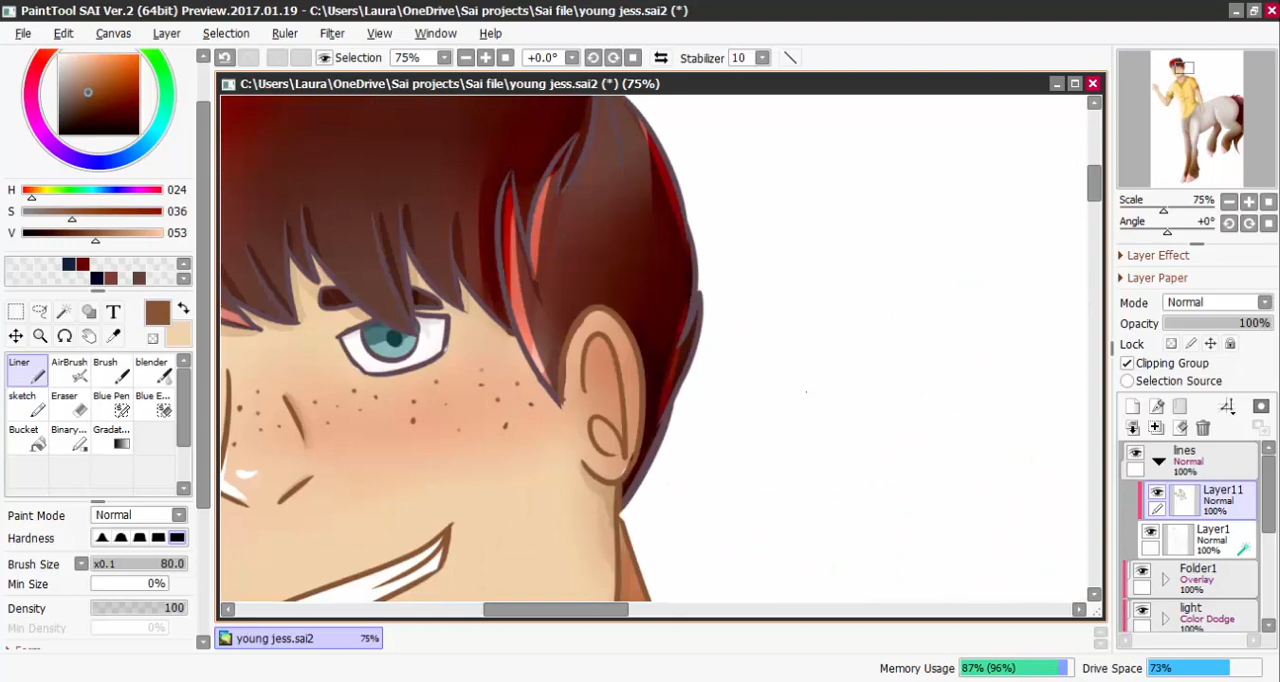 PaintTool SAI Ver.2 (64bit) Preview.2017.01.19 - C:\Users\Laura\OneDrive\Sai projects\Sai file\young jess.sai2 (*)
File Edit Canvas Layer Selection Ruler Filter View Window Help
Selection 75% +0.0° Stabilizer 10
C:\Users\Laura\OneDrive\Sai projects\Sai file\young jess.sai2 (*) (75%)
H 024
S 036
V 053
T
Liner AirBrush Brush blender
sketch Eraser Blue Pen Blue E...
Bucket Binary... Gradat...
Paint Mode Normal
Hardness
Brush Size x0.1 80.0
Min Size 0%
Density 100
Min Density 0%
Scale 75%
Angle +0°
Layer Effect
Layer Paper
Mode Normal
Opacity 100%
Lock
Clipping Group
Selection Source
lines
Normal
100%
Layer11
Normal
100%
Layer1
Normal
100%
Folder1
Overlay
100%
light
Color Dodge
100%
young jess.sai2 75%
Memory Usage 87% (96%) Drive Space 73%